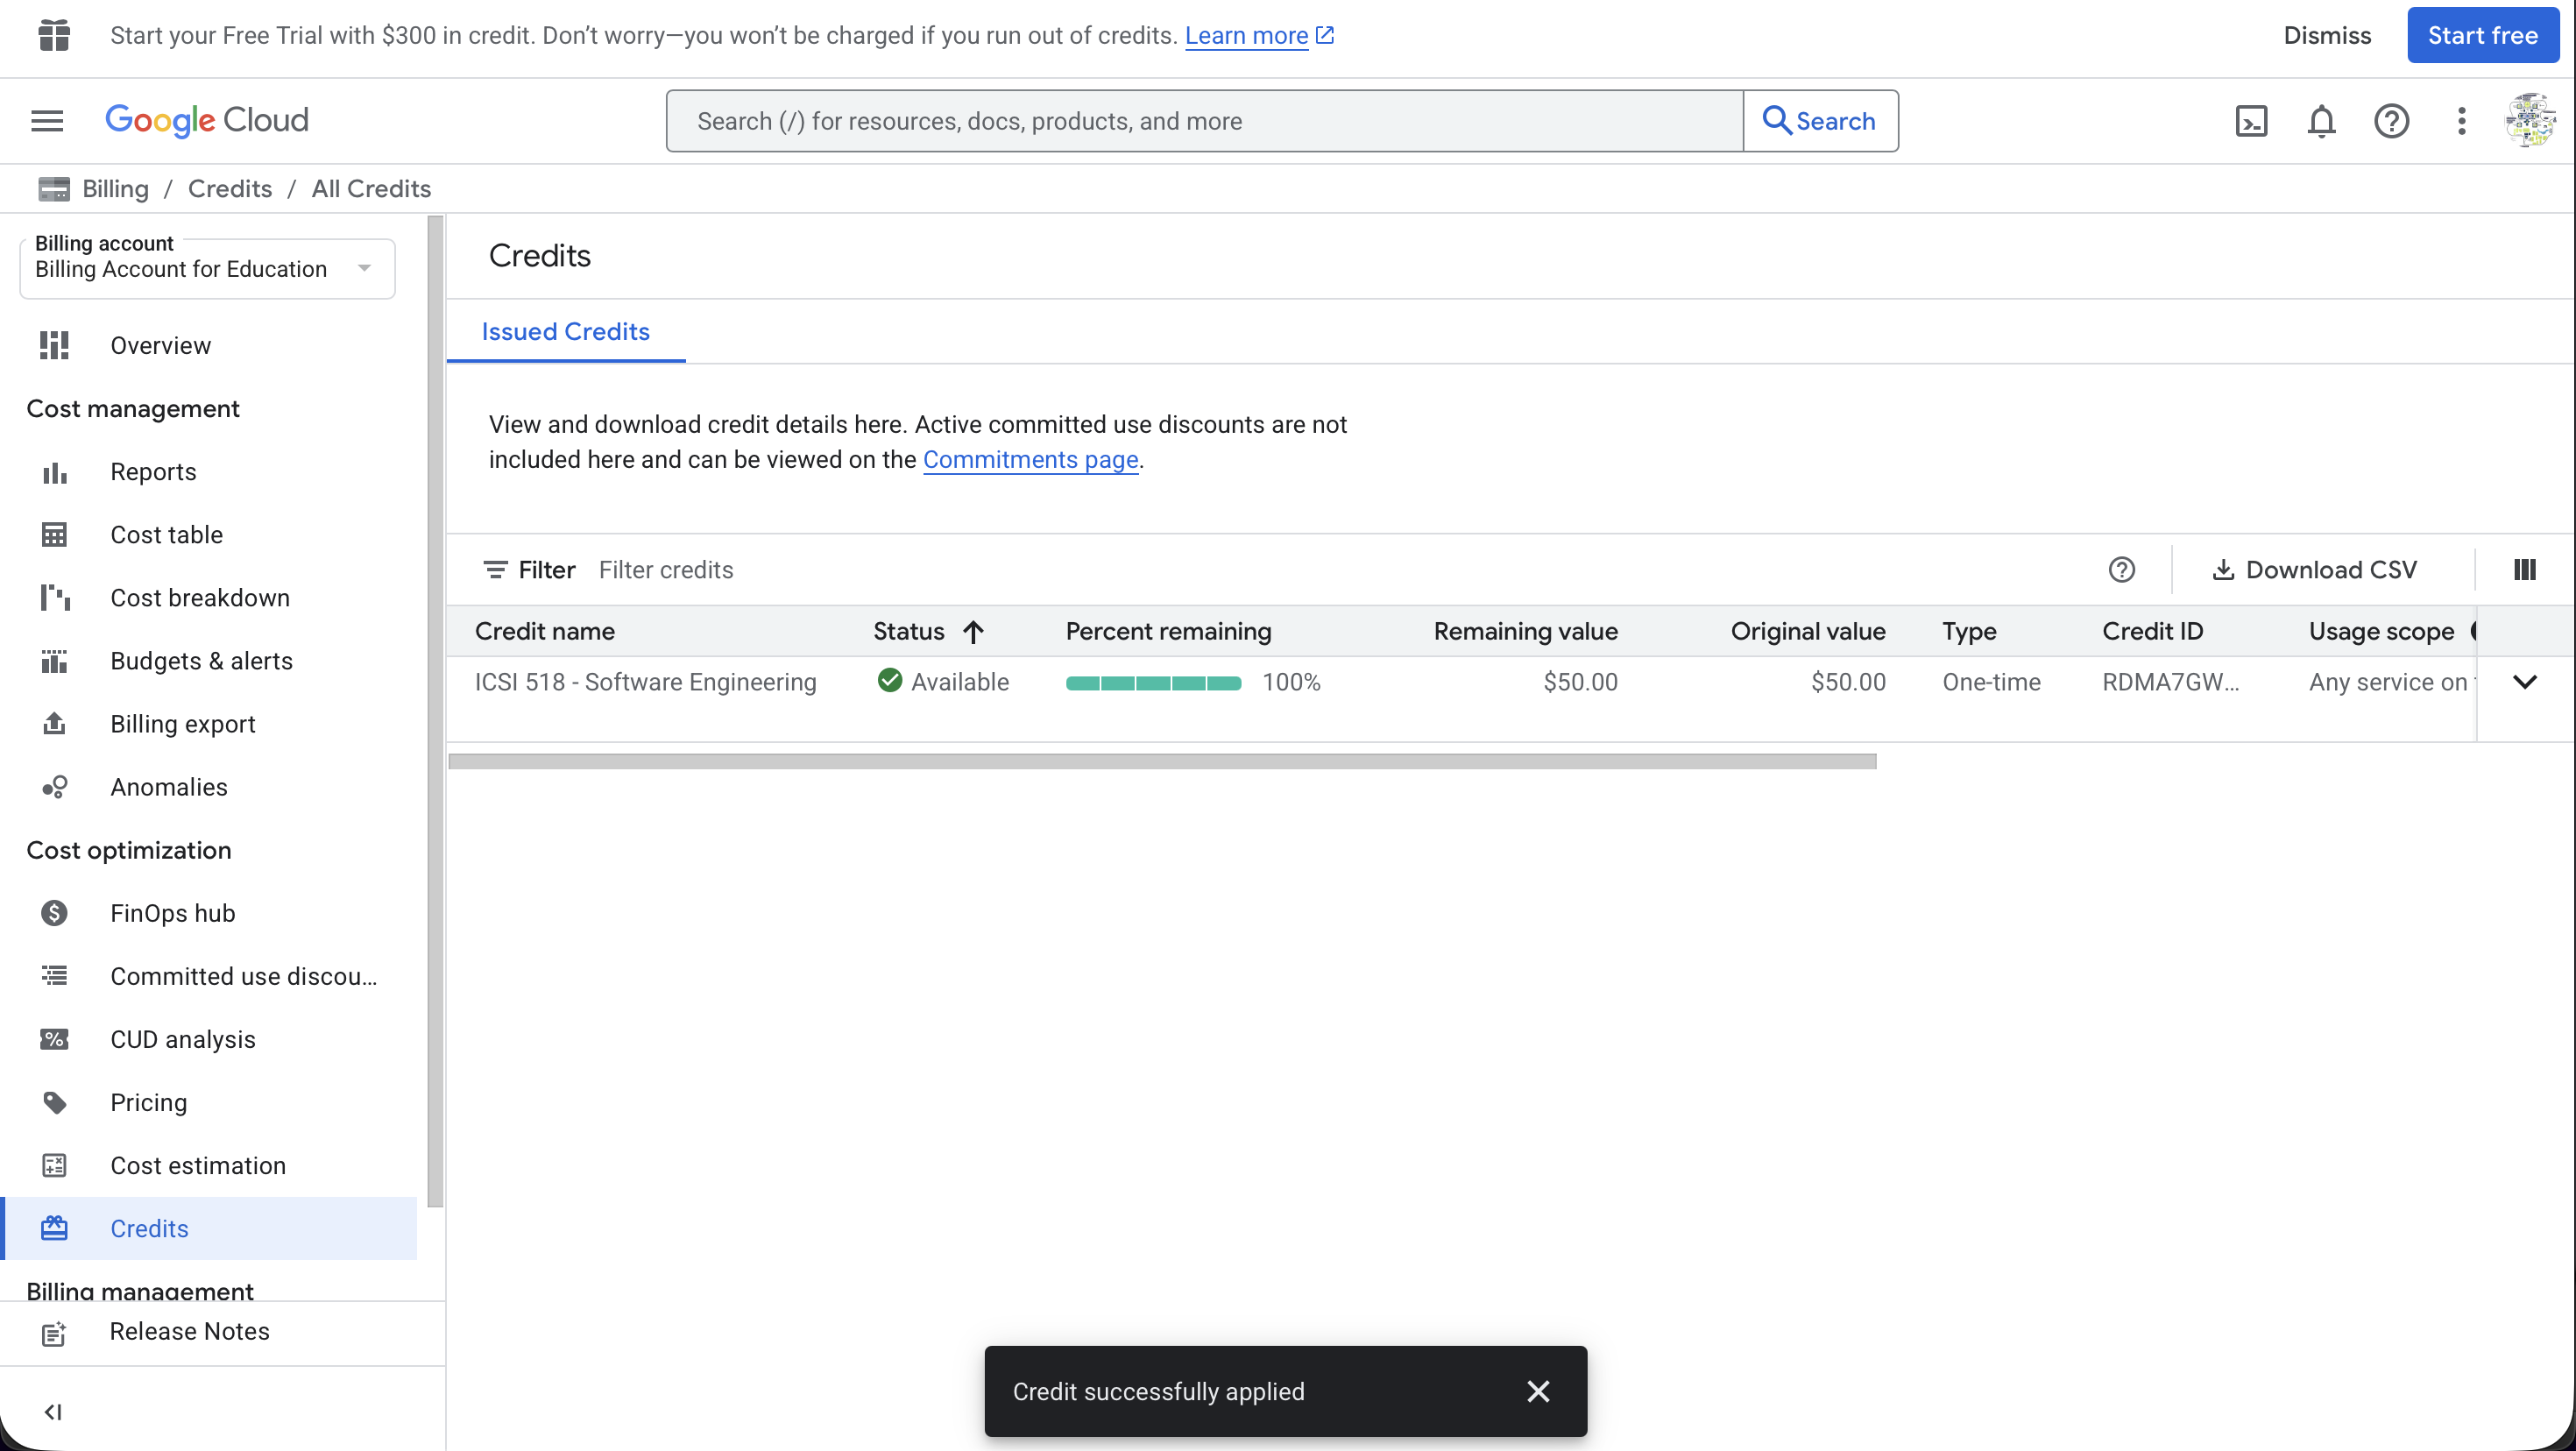 Start your Free Trial with $300 in credit. Don’t worry—you won’t be charged if you run out of credits. Learn more
Dismiss
Start free
Google Cloud
Search (/) for resources, docs, products, and more
Search
Billing / Credits / All Credits
Billing account
Billing Account for Education
Overview
Cost management
Reports
Cost table
Cost breakdown
Budgets & alerts
Billing export
Anomalies
Cost optimization
FinOps hub
Committed use discou...
CUD analysis
Pricing
Cost estimation
Credits
Billing management
Release Notes
Credits
Issued Credits
View and download credit details here. Active committed use discounts are not
included here and can be viewed on the Commitments page.
Filter Filter credits
Download CSV
Credit name Status Percent remaining Remaining value Original value Type Credit ID Usage scope
ICSI 518 - Software Engineering Available 100% $50.00 $50.00 One-time RDMA7GW... Any service on
Credit successfully applied